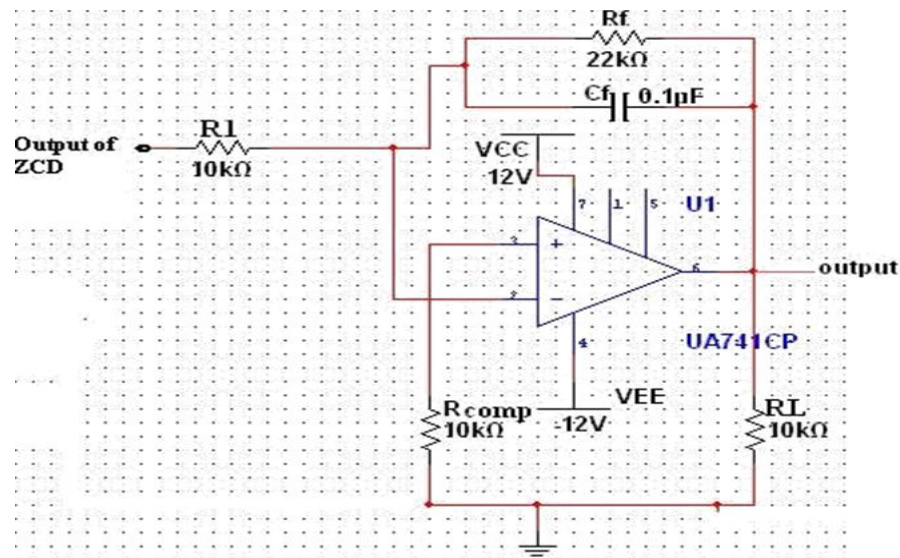 Rf
22kΩ
Cf 0.1µF
Output of
ZCD
R1
10kΩ
VCC
12V
7 1 5 U1
3 +
6 output
2 −
4
UA741CP
VEE
-12V
Rcomp
10kΩ
RL
10kΩ